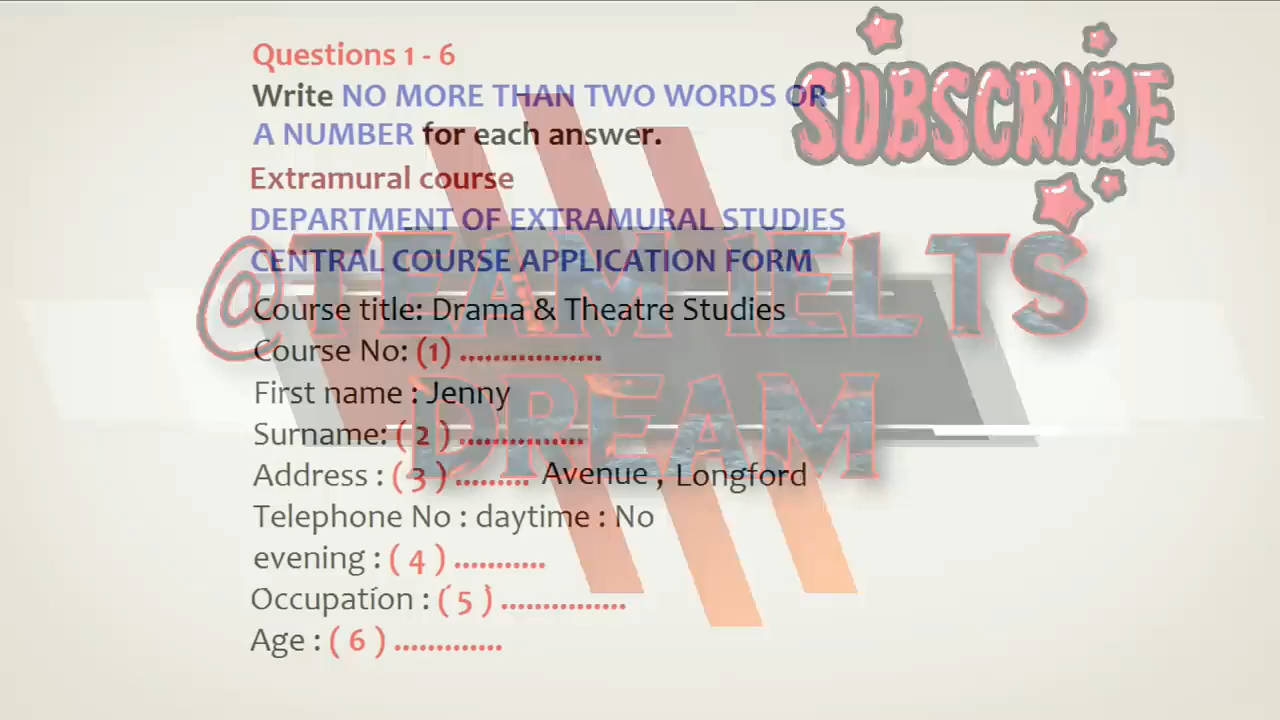 Questions 1 - 6
Write NO MORE THAN TWO WORDS OR
A NUMBER for each answer.
Extramural course
DEPARTMENT OF EXTRAMURAL STUDIES
CENTRAL COURSE APPLICATION FORM
Course title: Drama & Theatre Studies
Course No: (1) .................
First name : Jenny
Surname: ( 2 ) ...............
Address : ( 3 ) ......... Avenue , Longford
Telephone No : daytime : No
evening : ( 4 ) ...........
Occupation : ( 5 ) ...............
Age : ( 6 ) .............
SUBSCRIBE
@TEAM IELTS
DREAM